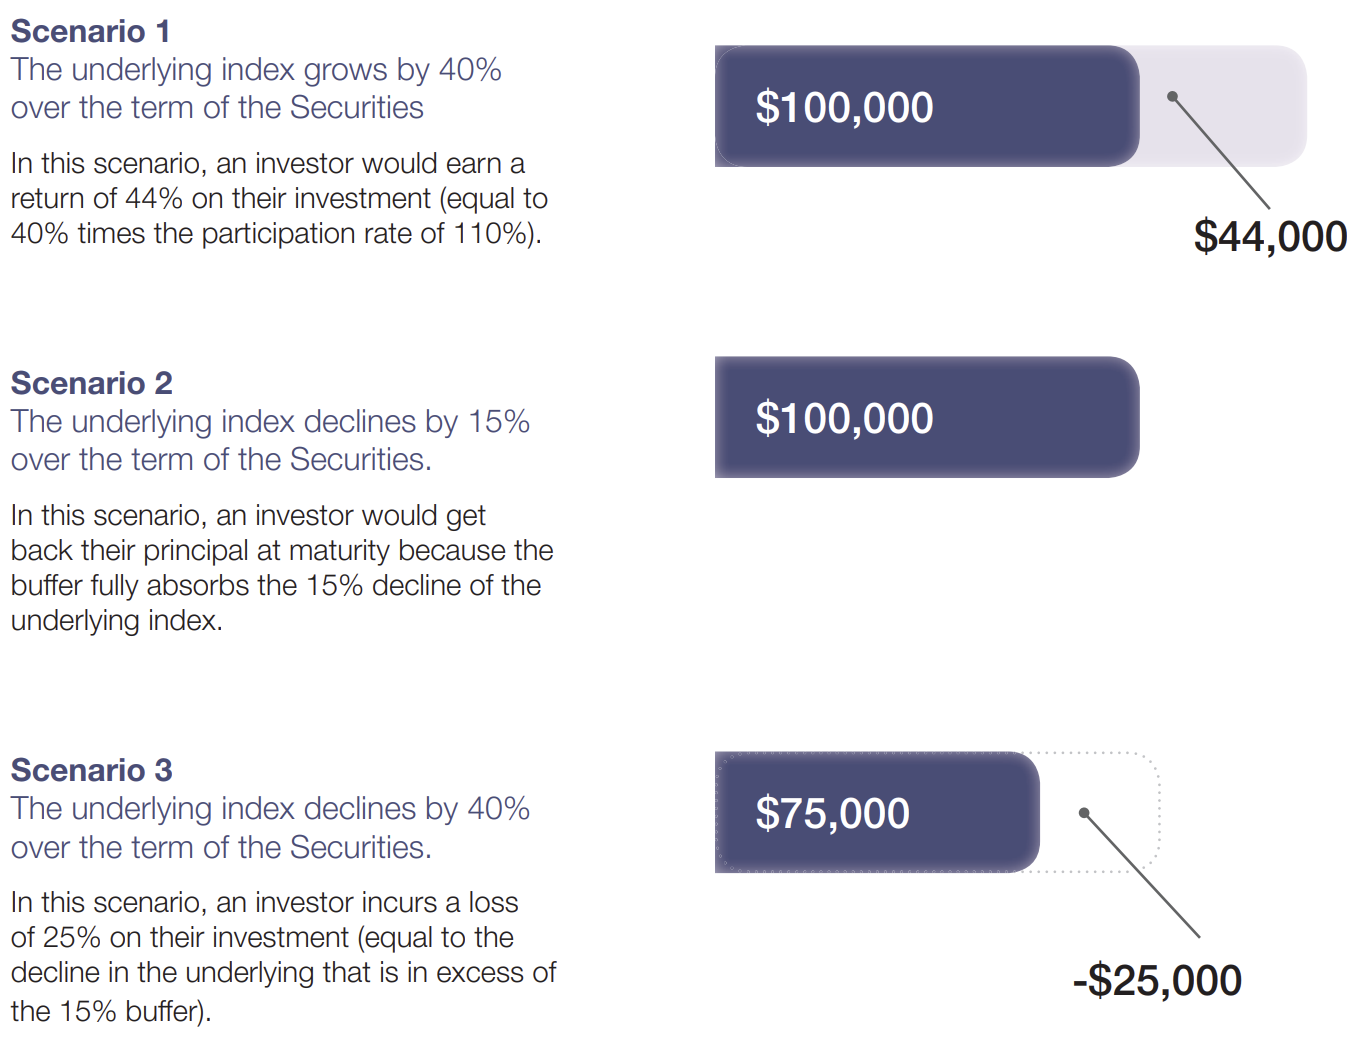 Scenario 1
The underlying index grows by 40%
over the term of the Securities
In this scenario, an investor would earn a
return of 44% on their investment (equal to
40% times the participation rate of 110%).
$100,000
$44,000
Scenario 2
The underlying index declines by 15%
over the term of the Securities.
In this scenario, an investor would get
back their principal at maturity because the
buffer fully absorbs the 15% decline of the
underlying index.
$100,000
Scenario 3
The underlying index declines by 40%
over the term of the Securities.
In this scenario, an investor incurs a loss
of 25% on their investment (equal to the
decline in the underlying that is in excess of
the 15% buffer).
$75,000
-$25,000